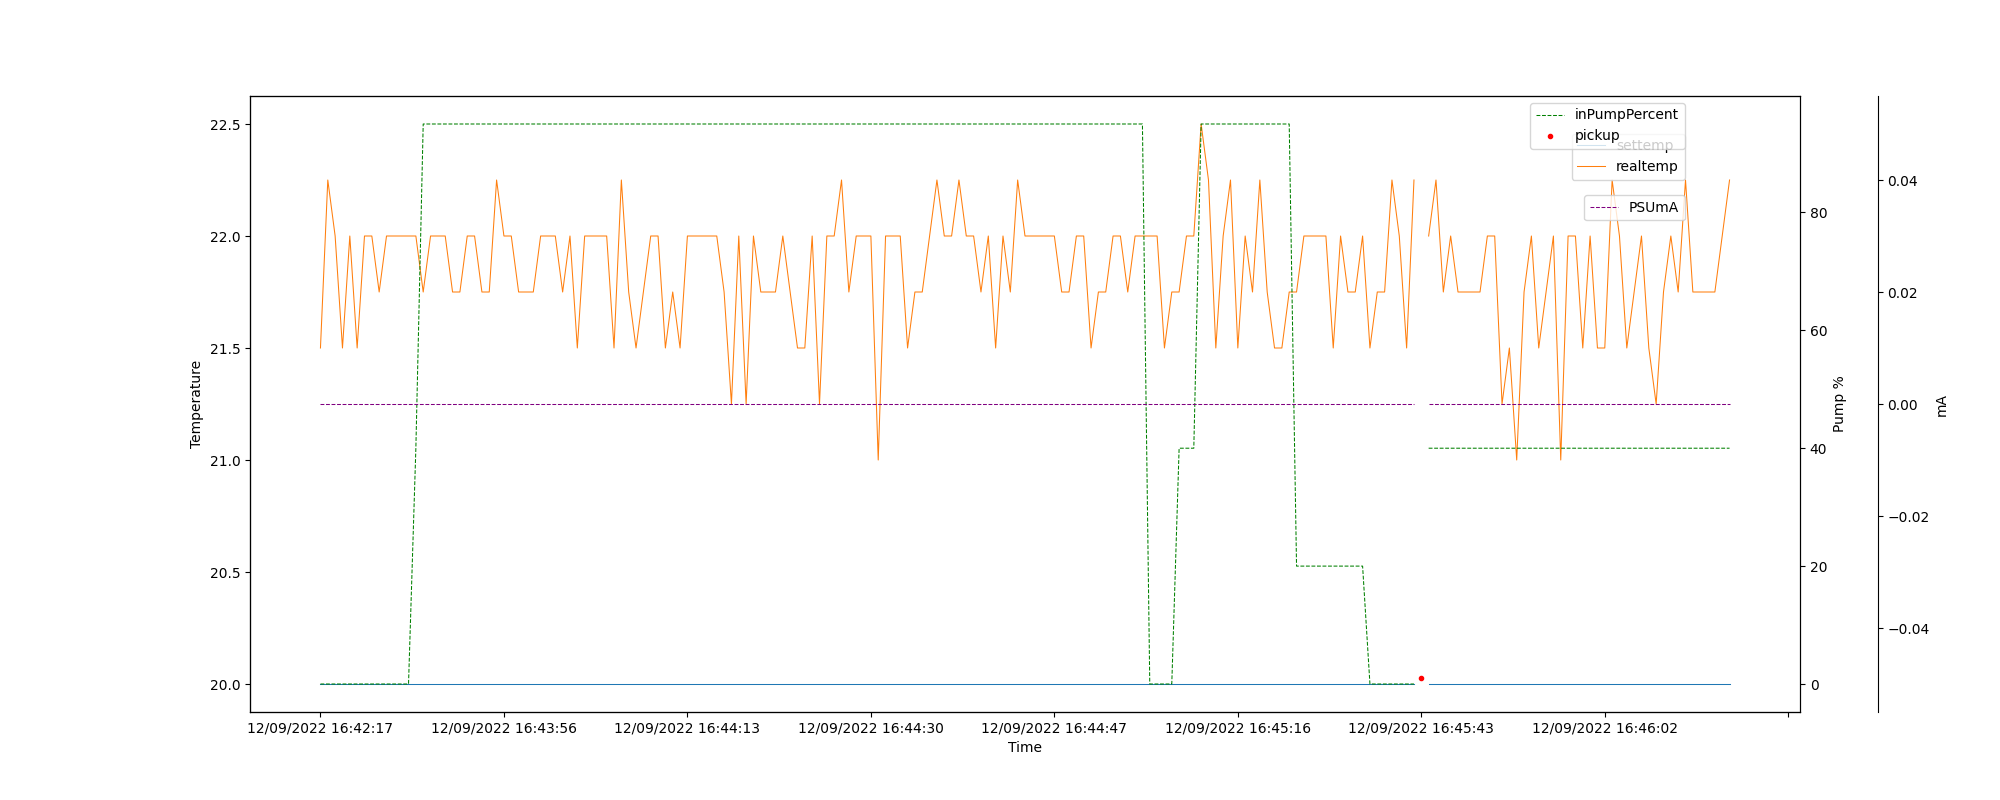 inPumpPercent
pickup
settemp
realtemp
PSUmA
22.5
22.0
21.5
21.0
20.5
20.0
Temperature
80
60
40
20
0
Pump %
0.04
0.02
0.00
−0.02
−0.04
mA
12/09/2022 16:42:17
12/09/2022 16:43:56
12/09/2022 16:44:13
12/09/2022 16:44:30
12/09/2022 16:44:47
12/09/2022 16:45:16
12/09/2022 16:45:43
12/09/2022 16:46:02
Time